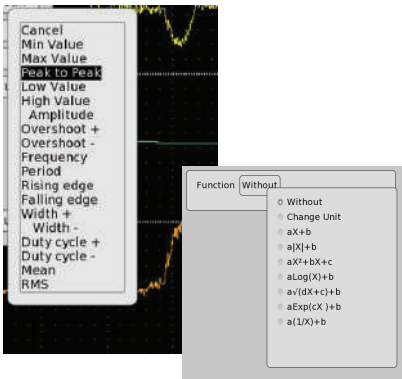 Cancel
Min Value
Max Value
Peak to Peak
Low Value
High Value
Amplitude
Overshoot +
Overshoot -
Frequency
Period
Rising edge
Falling edge
Width +
Width -
Duty cycle +
Duty cycle -
Mean
RMS
Function Without
Without
Change Unit
aX+b
a|X|+b
aX²+bX+c
aLog(X)+b
a√(dX+c)+b
aExp(cX )+b
a(1/X)+b